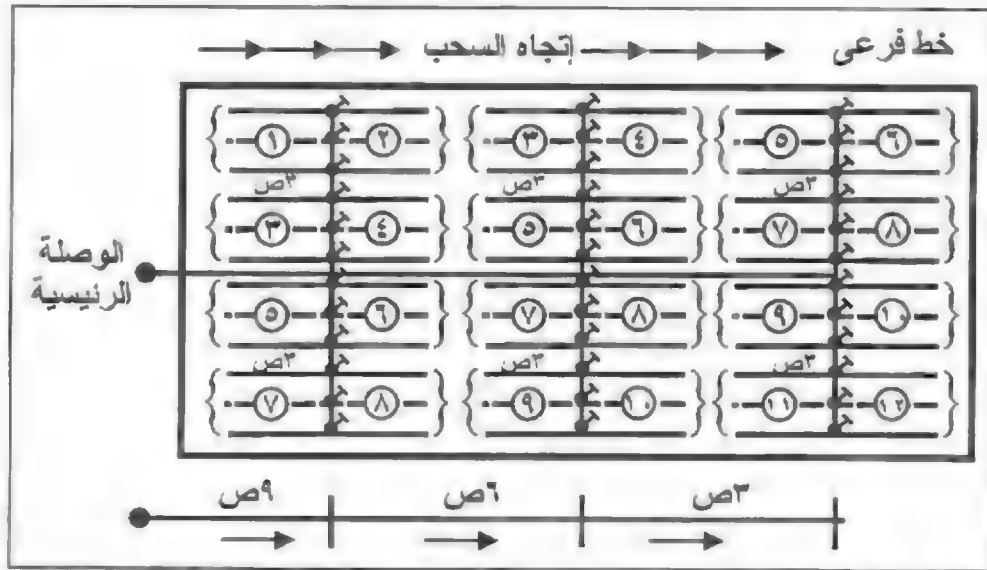 خط فرعى
إتجاه السحب
١ ٢ ٣ ٤ ٥ ٦
٣ص ٣ص ٣ص
٣ ٤ ٥ ٦ ٧ ٨
الوصلة
الرئيسية
٥ ٦ ٧ ٨ ٩ ١٠
٣ص ٣ص ٣ص
٧ ٨ ٩ ١٠ ١١ ١٢
٩ص ٦ص ٣ص